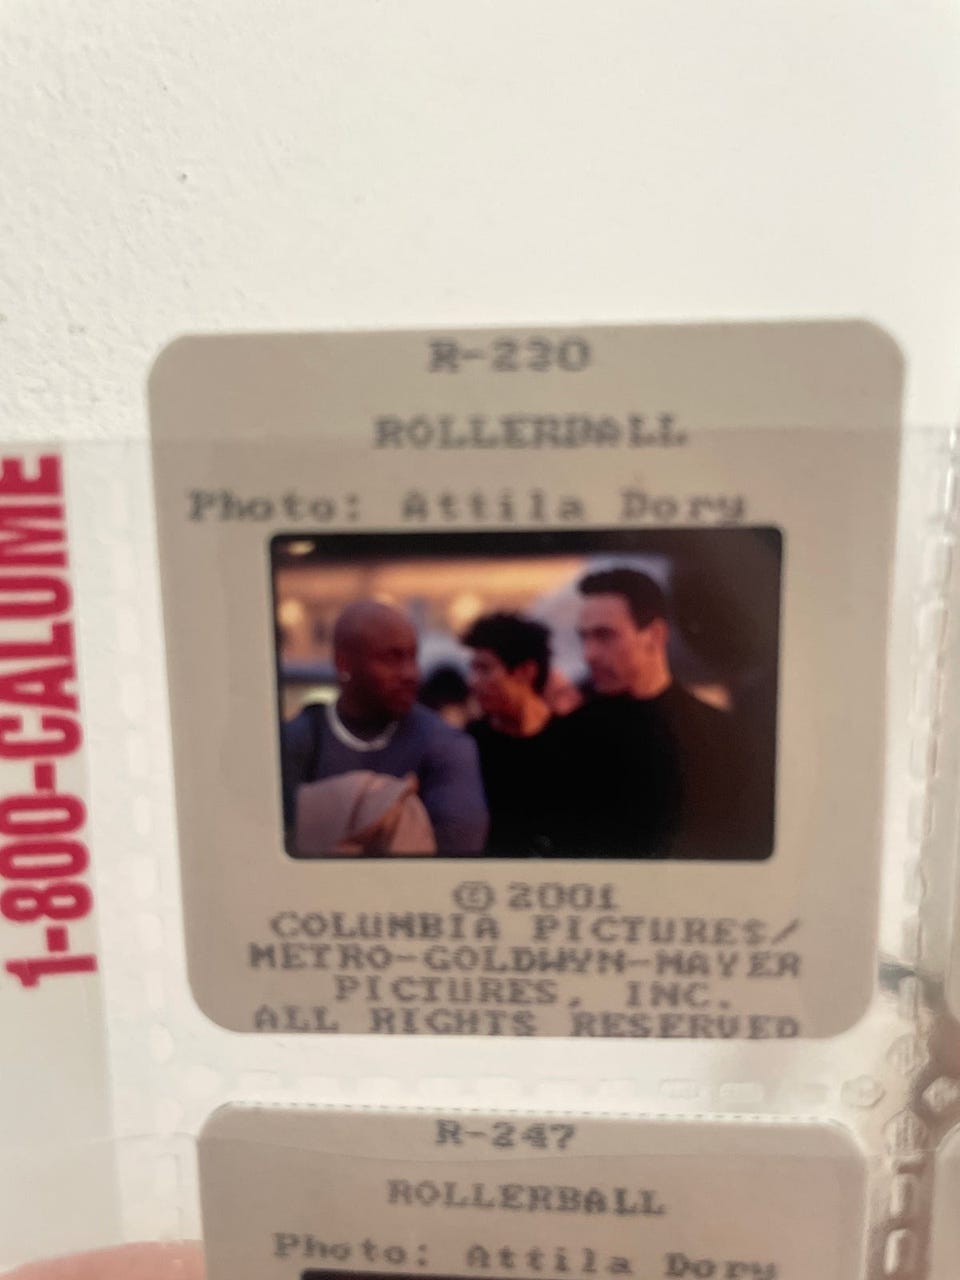 R-230
ROLLERBALL
Photo: Attila Dory
© 2001
COLUMBIA PICTURES/
METRO-GOLDWYN-MAYER
PICTURES, INC.
ALL RIGHTS RESERVED
1-800-CALUME
R-247
ROLLERBALL
Photo: Attila Dory